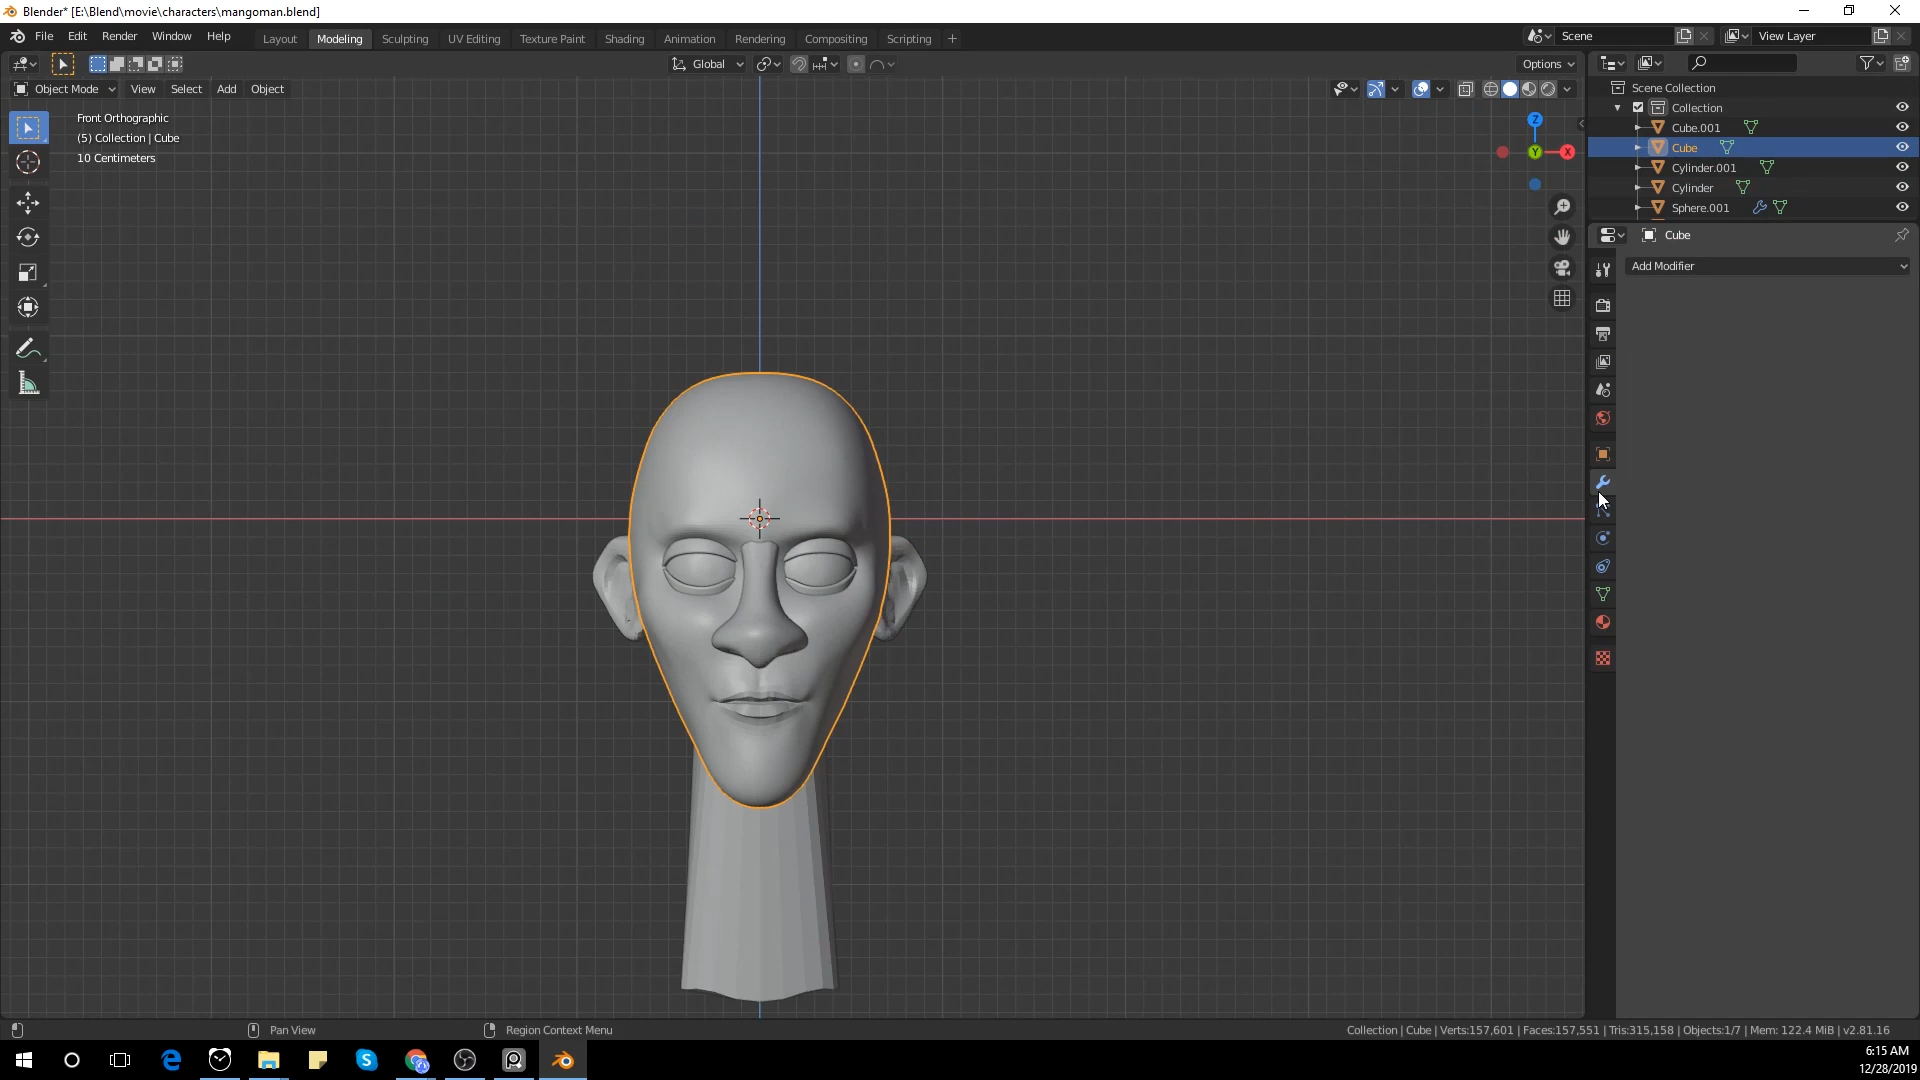 Blender* [E:\Blend\movie\characters\mangoman.blend]
File Edit Render Window Help Layout Modeling Sculpting UV Editing Texture Paint Shading Animation Rendering Compositing Scripting + Scene View Layer
Global Options
Object Mode View Select Add Object
Front Orthographic
(5) Collection | Cube
10 Centimeters
Z
Y
X
Scene Collection
Collection
Cube.001
Cube
Cylinder.001
Cylinder
Sphere.001
Cube
Add Modifier
Pan View Region Context Menu Collection | Cube | Verts:157,601 | Faces:157,551 | Tris:315,158 | Objects:1/7 | Mem: 122.4 MiB | v2.81.16
6:15 AM
12/28/2019